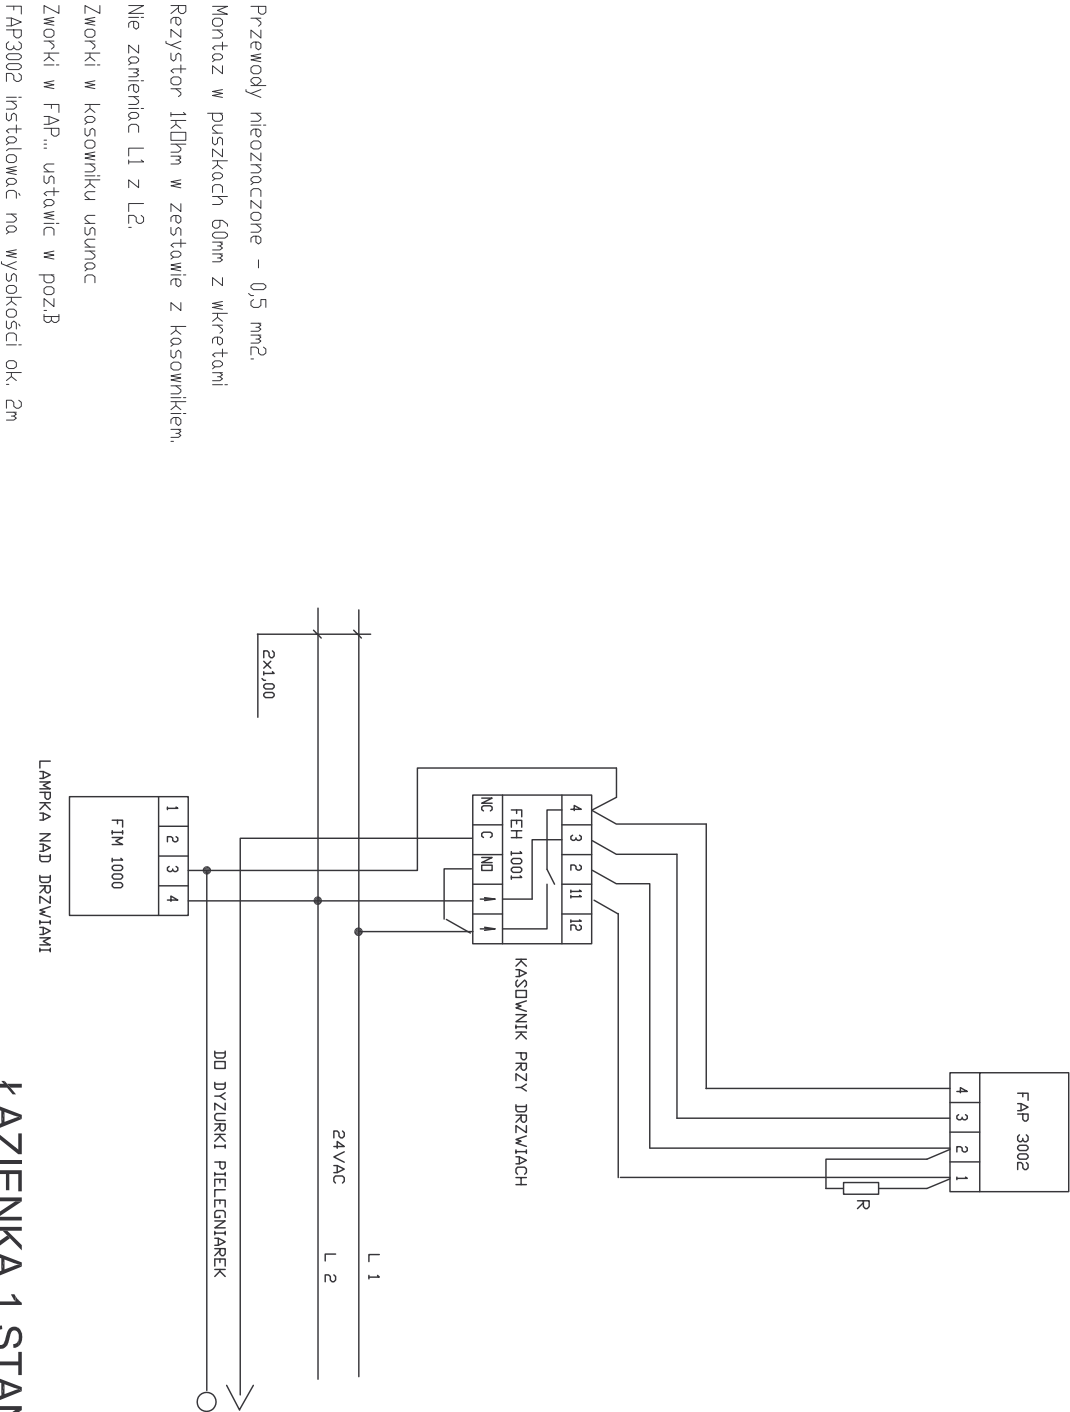 Przewody nieoznaczone - 0,5 mm2.
Montaz w puszkach 60mm z wkretami
Rezystor 1kOhm w zestawie z kasownikiem.
Nie zamieniac L1 z L2.
Zworki w kasowniku usunac
Zworki w FAP... ustawic w poz.B
FAP3002 instalować na wysokości ok. 2m
FAP 3002
4 3 2 1
R
KASOWNIK PRZY DRZWIACH
4 3 2 11 12
FEH 1001
NC C NO
L 1
L 2
24VAC
2x1,00
DO DYZURKI PIELEGNIAREK
1 2 3 4
FIM 1000
LAMPKA NAD DRZWIAMI
ŁAZIENKA 1 STAN